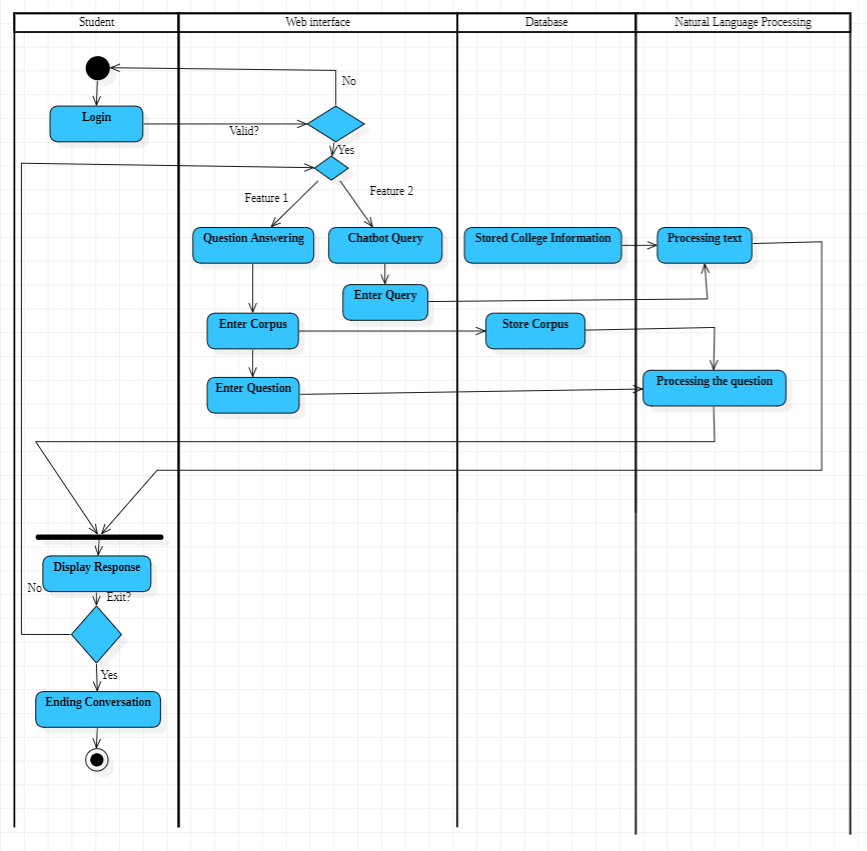 Student
Web interface
Database
Natural Language Processing
No
Login
Valid?
Yes
Feature 1
Feature 2
Question Answering
Chatbot Query
Stored College Information
Processing text
Enter Query
Enter Corpus
Store Corpus
Enter Question
Processing the question
Display Response
No
Exit?
Yes
Ending Conversation